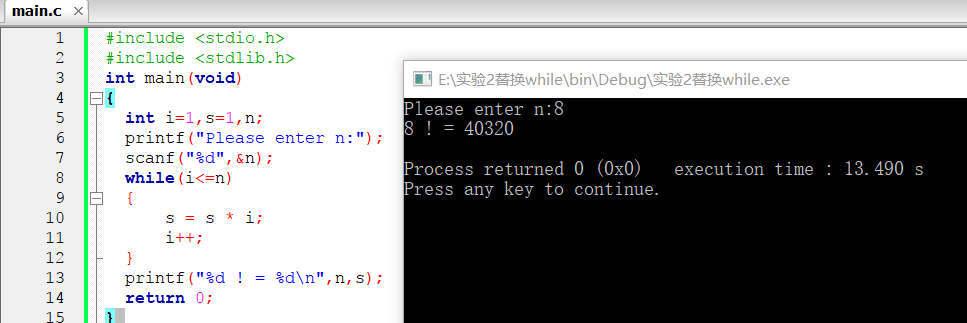 main.c
1 #include <stdio.h>
2 #include <stdlib.h>
3 int main(void)
4 {
5 int i=1,s=1,n;
6 printf("Please enter n:");
7 scanf("%d",&n);
8 while(i<=n)
9 {
10 s = s * i;
11 i++;
12 }
13 printf("%d ! = %d\n",n,s);
14 return 0;
15 }
E:\实验2替换while\bin\Debug\实验2替换while.exe
Please enter n:8
8 ! = 40320
Process returned 0 (0x0) execution time : 13.490 s
Press any key to continue.